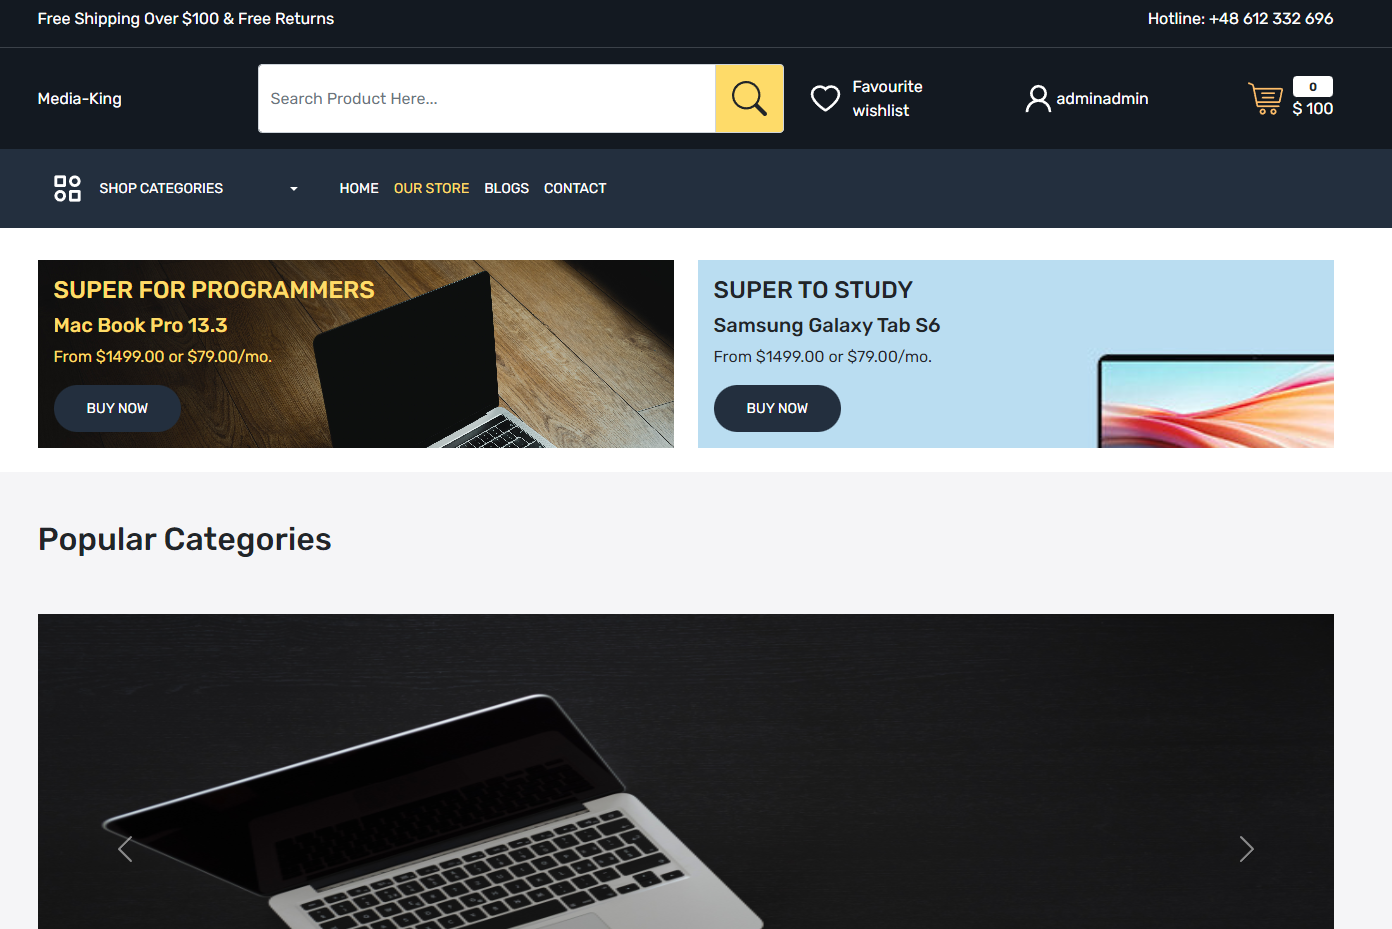 Free Shipping Over $100 & Free Returns
Hotline: +48 612 332 696
Media-King
Search Product Here...
Favourite
wishlist
adminadmin
0
$ 100
SHOP CATEGORIES
HOME
OUR STORE
BLOGS
CONTACT
SUPER FOR PROGRAMMERS
Mac Book Pro 13.3
From $1499.00 or $79.00/mo.
BUY NOW
SUPER TO STUDY
Samsung Galaxy Tab S6
From $1499.00 or $79.00/mo.
BUY NOW
Popular Categories